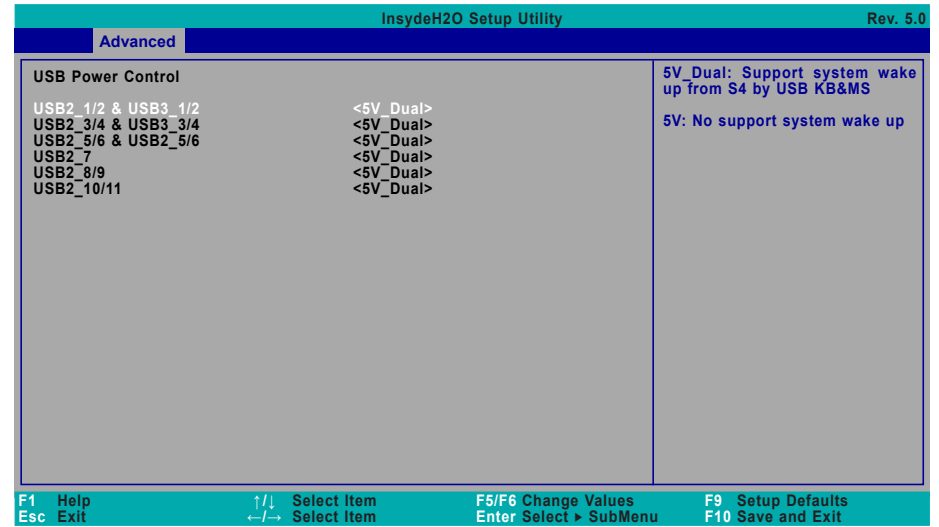 InsydeH2O Setup Utility Rev. 5.0
Advanced
USB Power Control
USB2_1/2 & USB3_1/2 <5V_Dual>
USB2_3/4 & USB3_3/4 <5V_Dual>
USB2_5/6 & USB2_5/6 <5V_Dual>
USB2_7 <5V_Dual>
USB2_8/9 <5V_Dual>
USB2_10/11 <5V_Dual>
5V_Dual: Support system wake
up from S4 by USB KB&MS
5V: No support system wake up
F1 Help ↑/↓ Select Item F5/F6 Change Values F9 Setup Defaults
Esc Exit ←/→ Select Item Enter Select ▶ SubMenu F10 Save and Exit